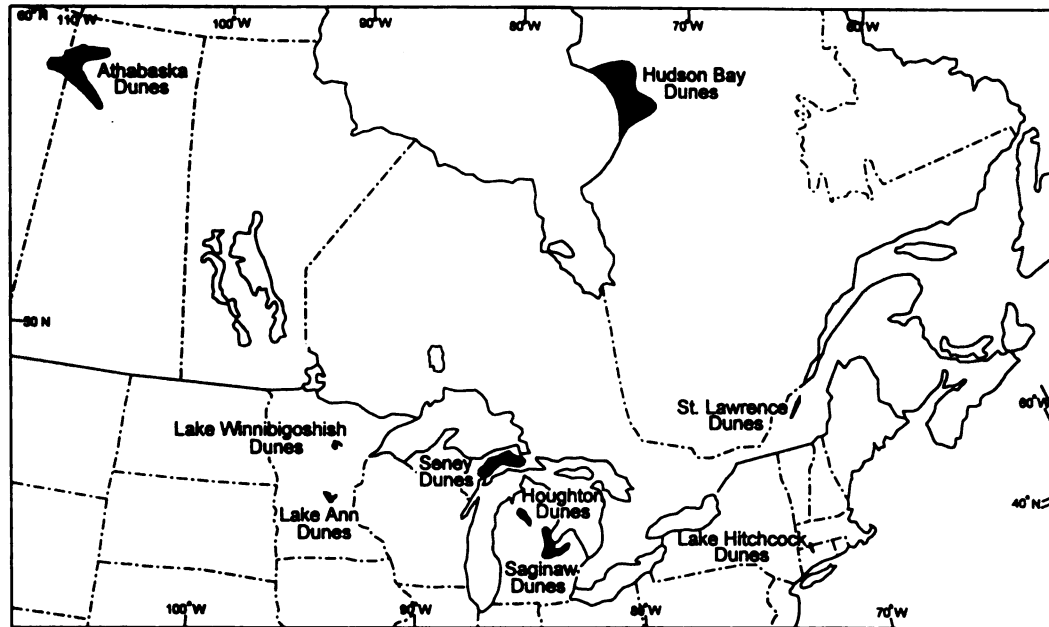 60°N
110°W
100°W
90°W
80°W
70°W
60°W
Athabaska
Dunes
Hudson Bay
Dunes
50 N
St. Lawrence
Dunes
60°W
Lake Winnibigoshish
Dunes
Seney
Dunes
Houghton
Dunes
40°N
Lake Ann
Dunes
Lake Hitchcock
Dunes
Saginaw
Dunes
100°W
90°W
80°W
70°W